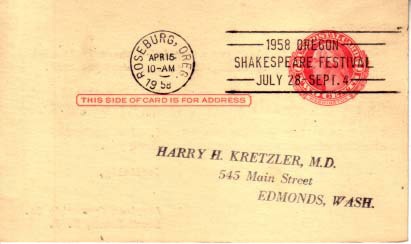 ROSEBURG, OREG.
APR 15
10-AM
1958
1958 OREGON
SHAKESPEARE FESTIVAL
JULY 28-SEPT. 4
THIS SIDE OF CARD IS FOR ADDRESS
HARRY H. KRETZLER, M.D.
545 Main Street
EDMONDS, WASH.